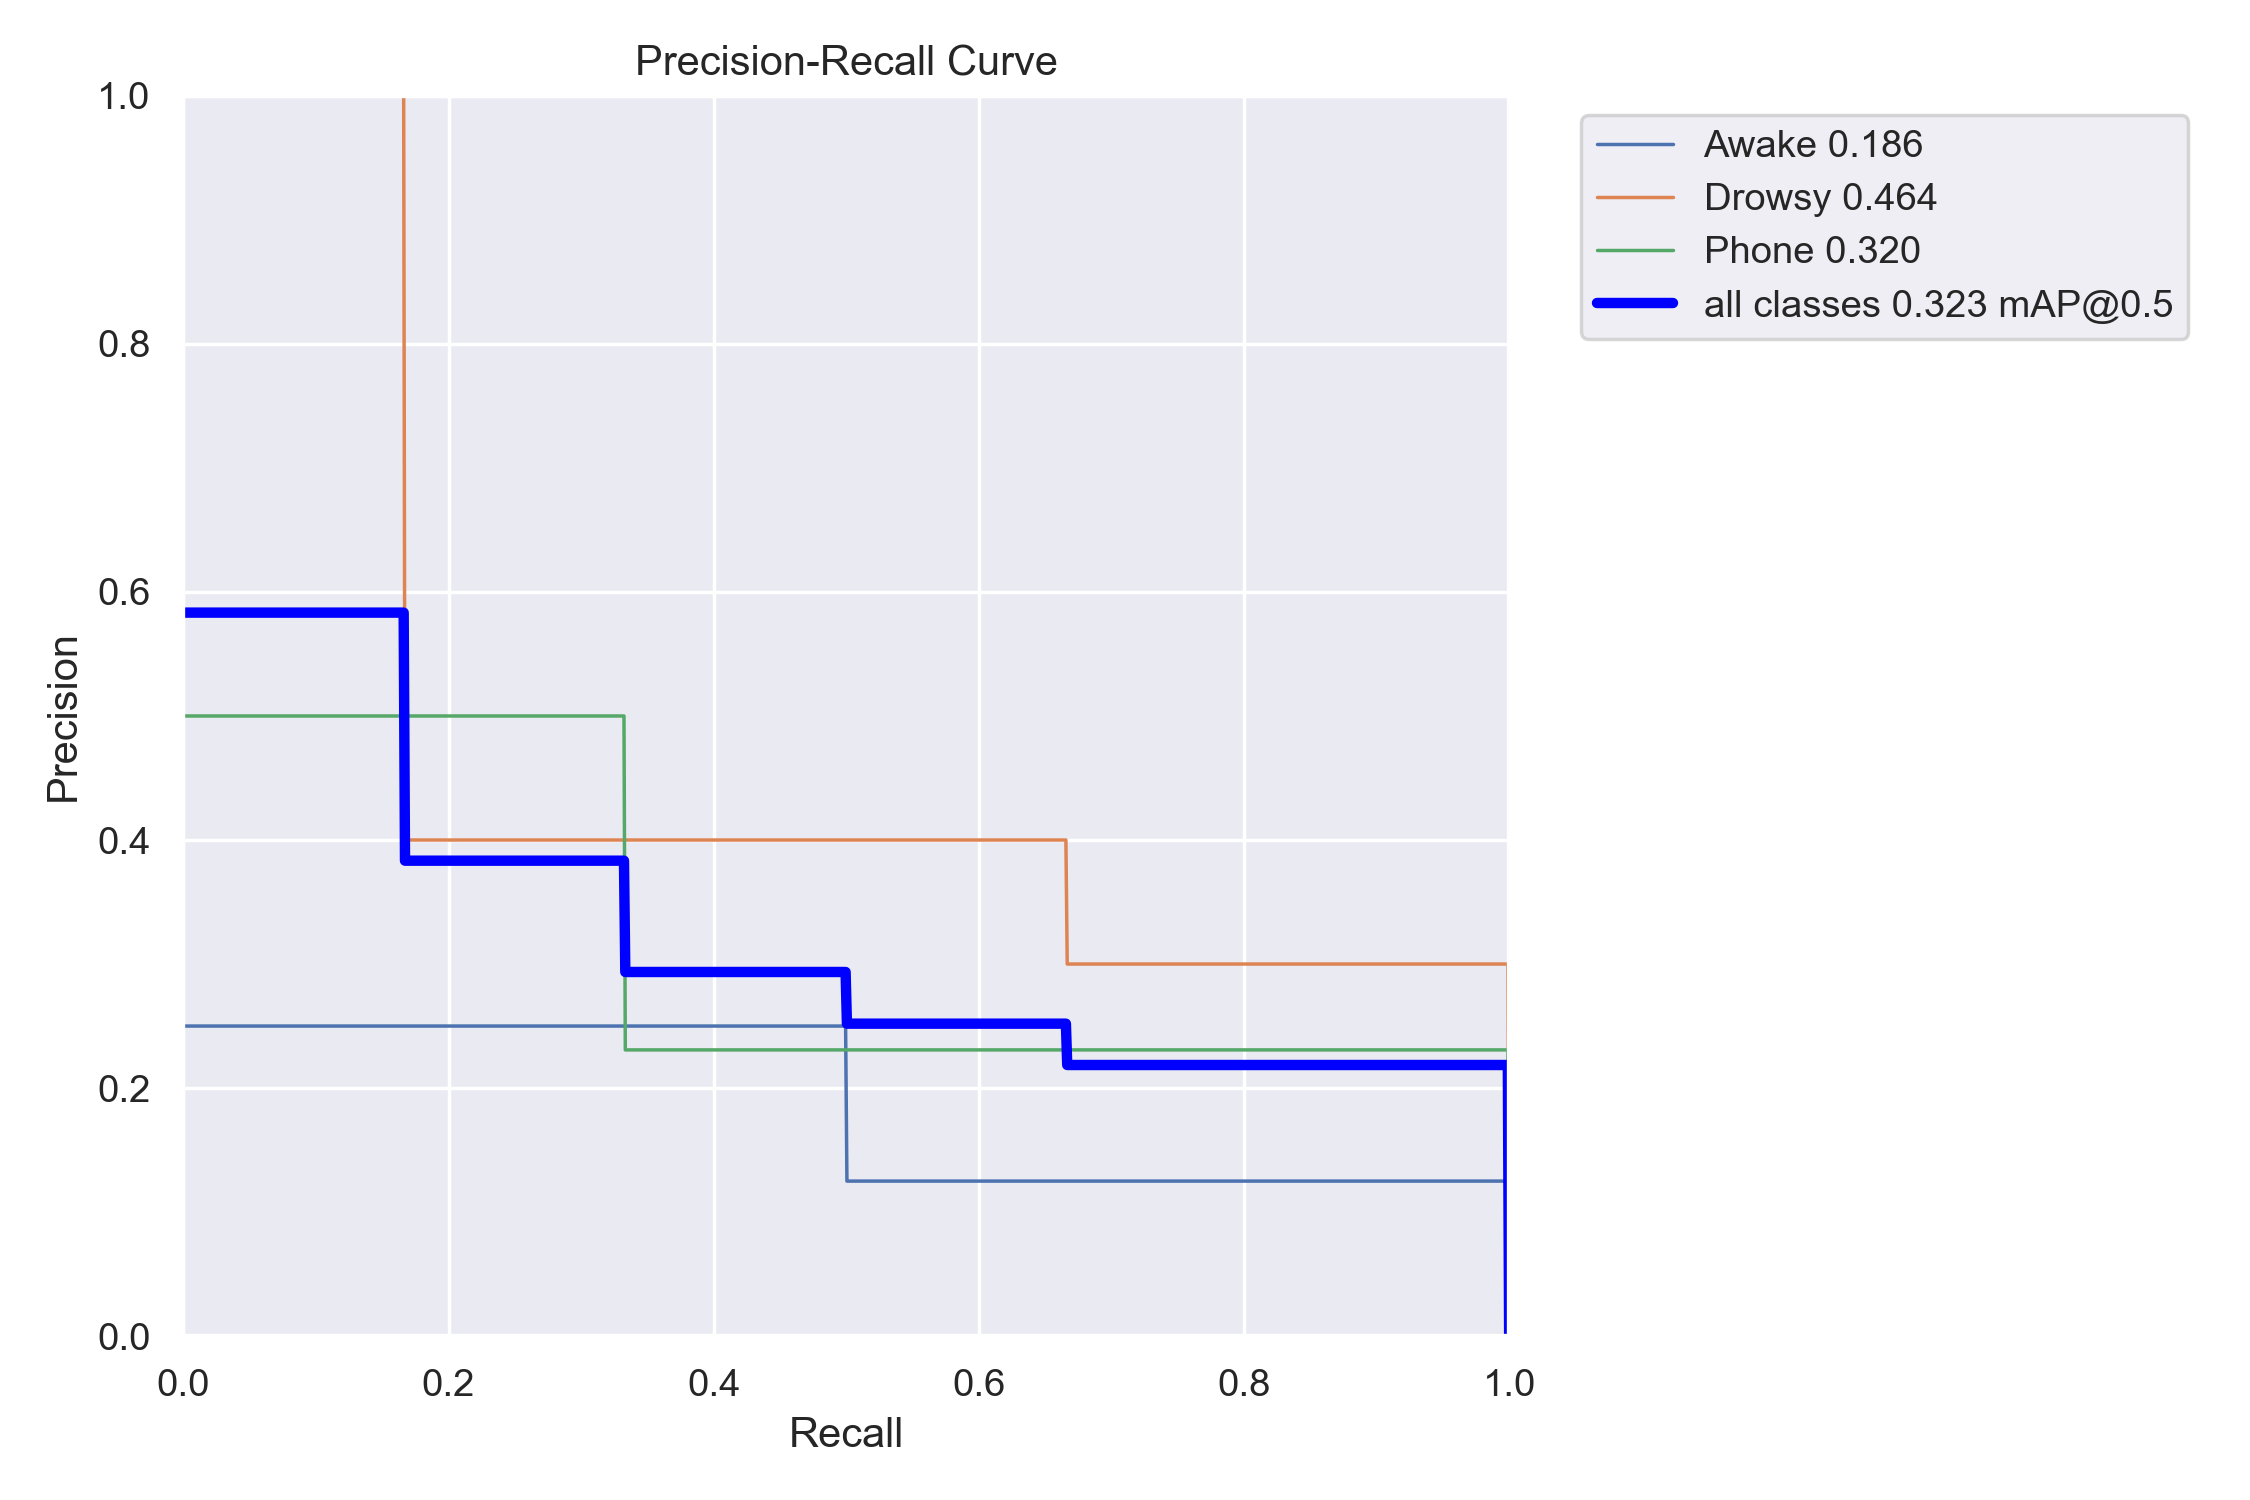 Precision-Recall Curve
1.0
0.8
0.6
0.4
0.2
0.0
Precision
0.0 0.2 0.4 0.6 0.8 1.0
Recall
Awake 0.186
Drowsy 0.464
Phone 0.320
all classes 0.323 mAP@0.5